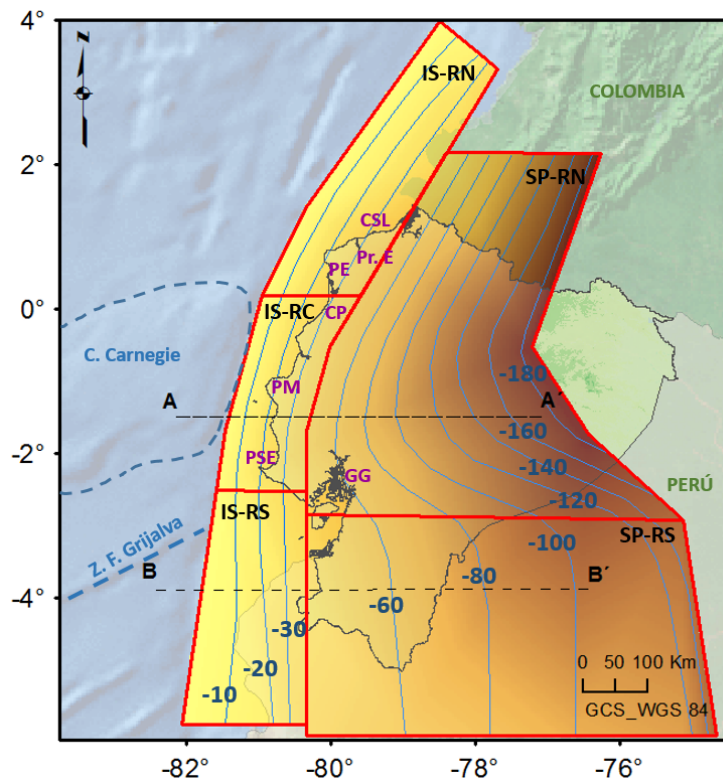 4°
2°
0°
-2°
-4°
-82°
-80°
-78°
-76°
Z
IS-RN
COLOMBIA
SP-RN
CSL
Pr. E
PE
IS-RC
CP
C. Carnegie
PM
-180
A
A´
-160
PSE
GG
-140
PERÚ
-120
IS-RS
SP-RS
-100
Z. F. Grijalva
B
-80
B´
-60
-30
-20
-10
0 50 100 Km
GCS_WGS 84